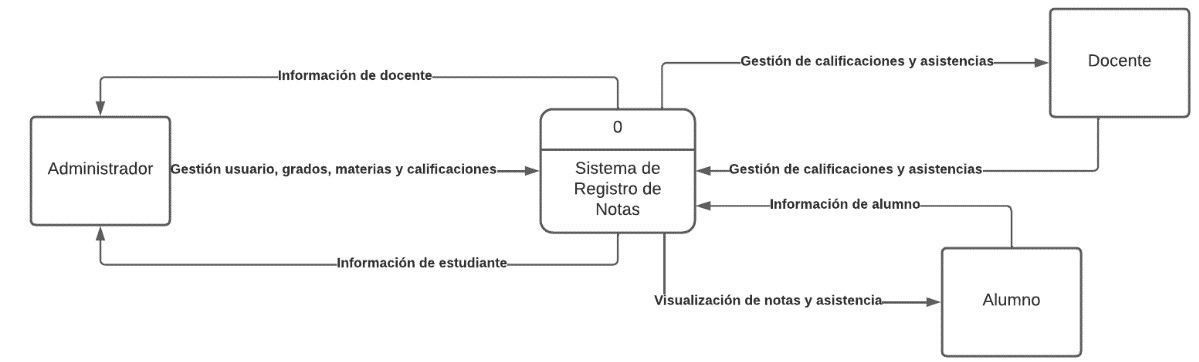 Docente
Gestión de calificaciones y asistencias
Información de docente
0
Administrador
Gestión usuario, grados, materias y calificaciones
Sistema de
Registro de
Notas
Gestión de calificaciones y asistencias
Información de alumno
Información de estudiante
Visualización de notas y asistencia
Alumno